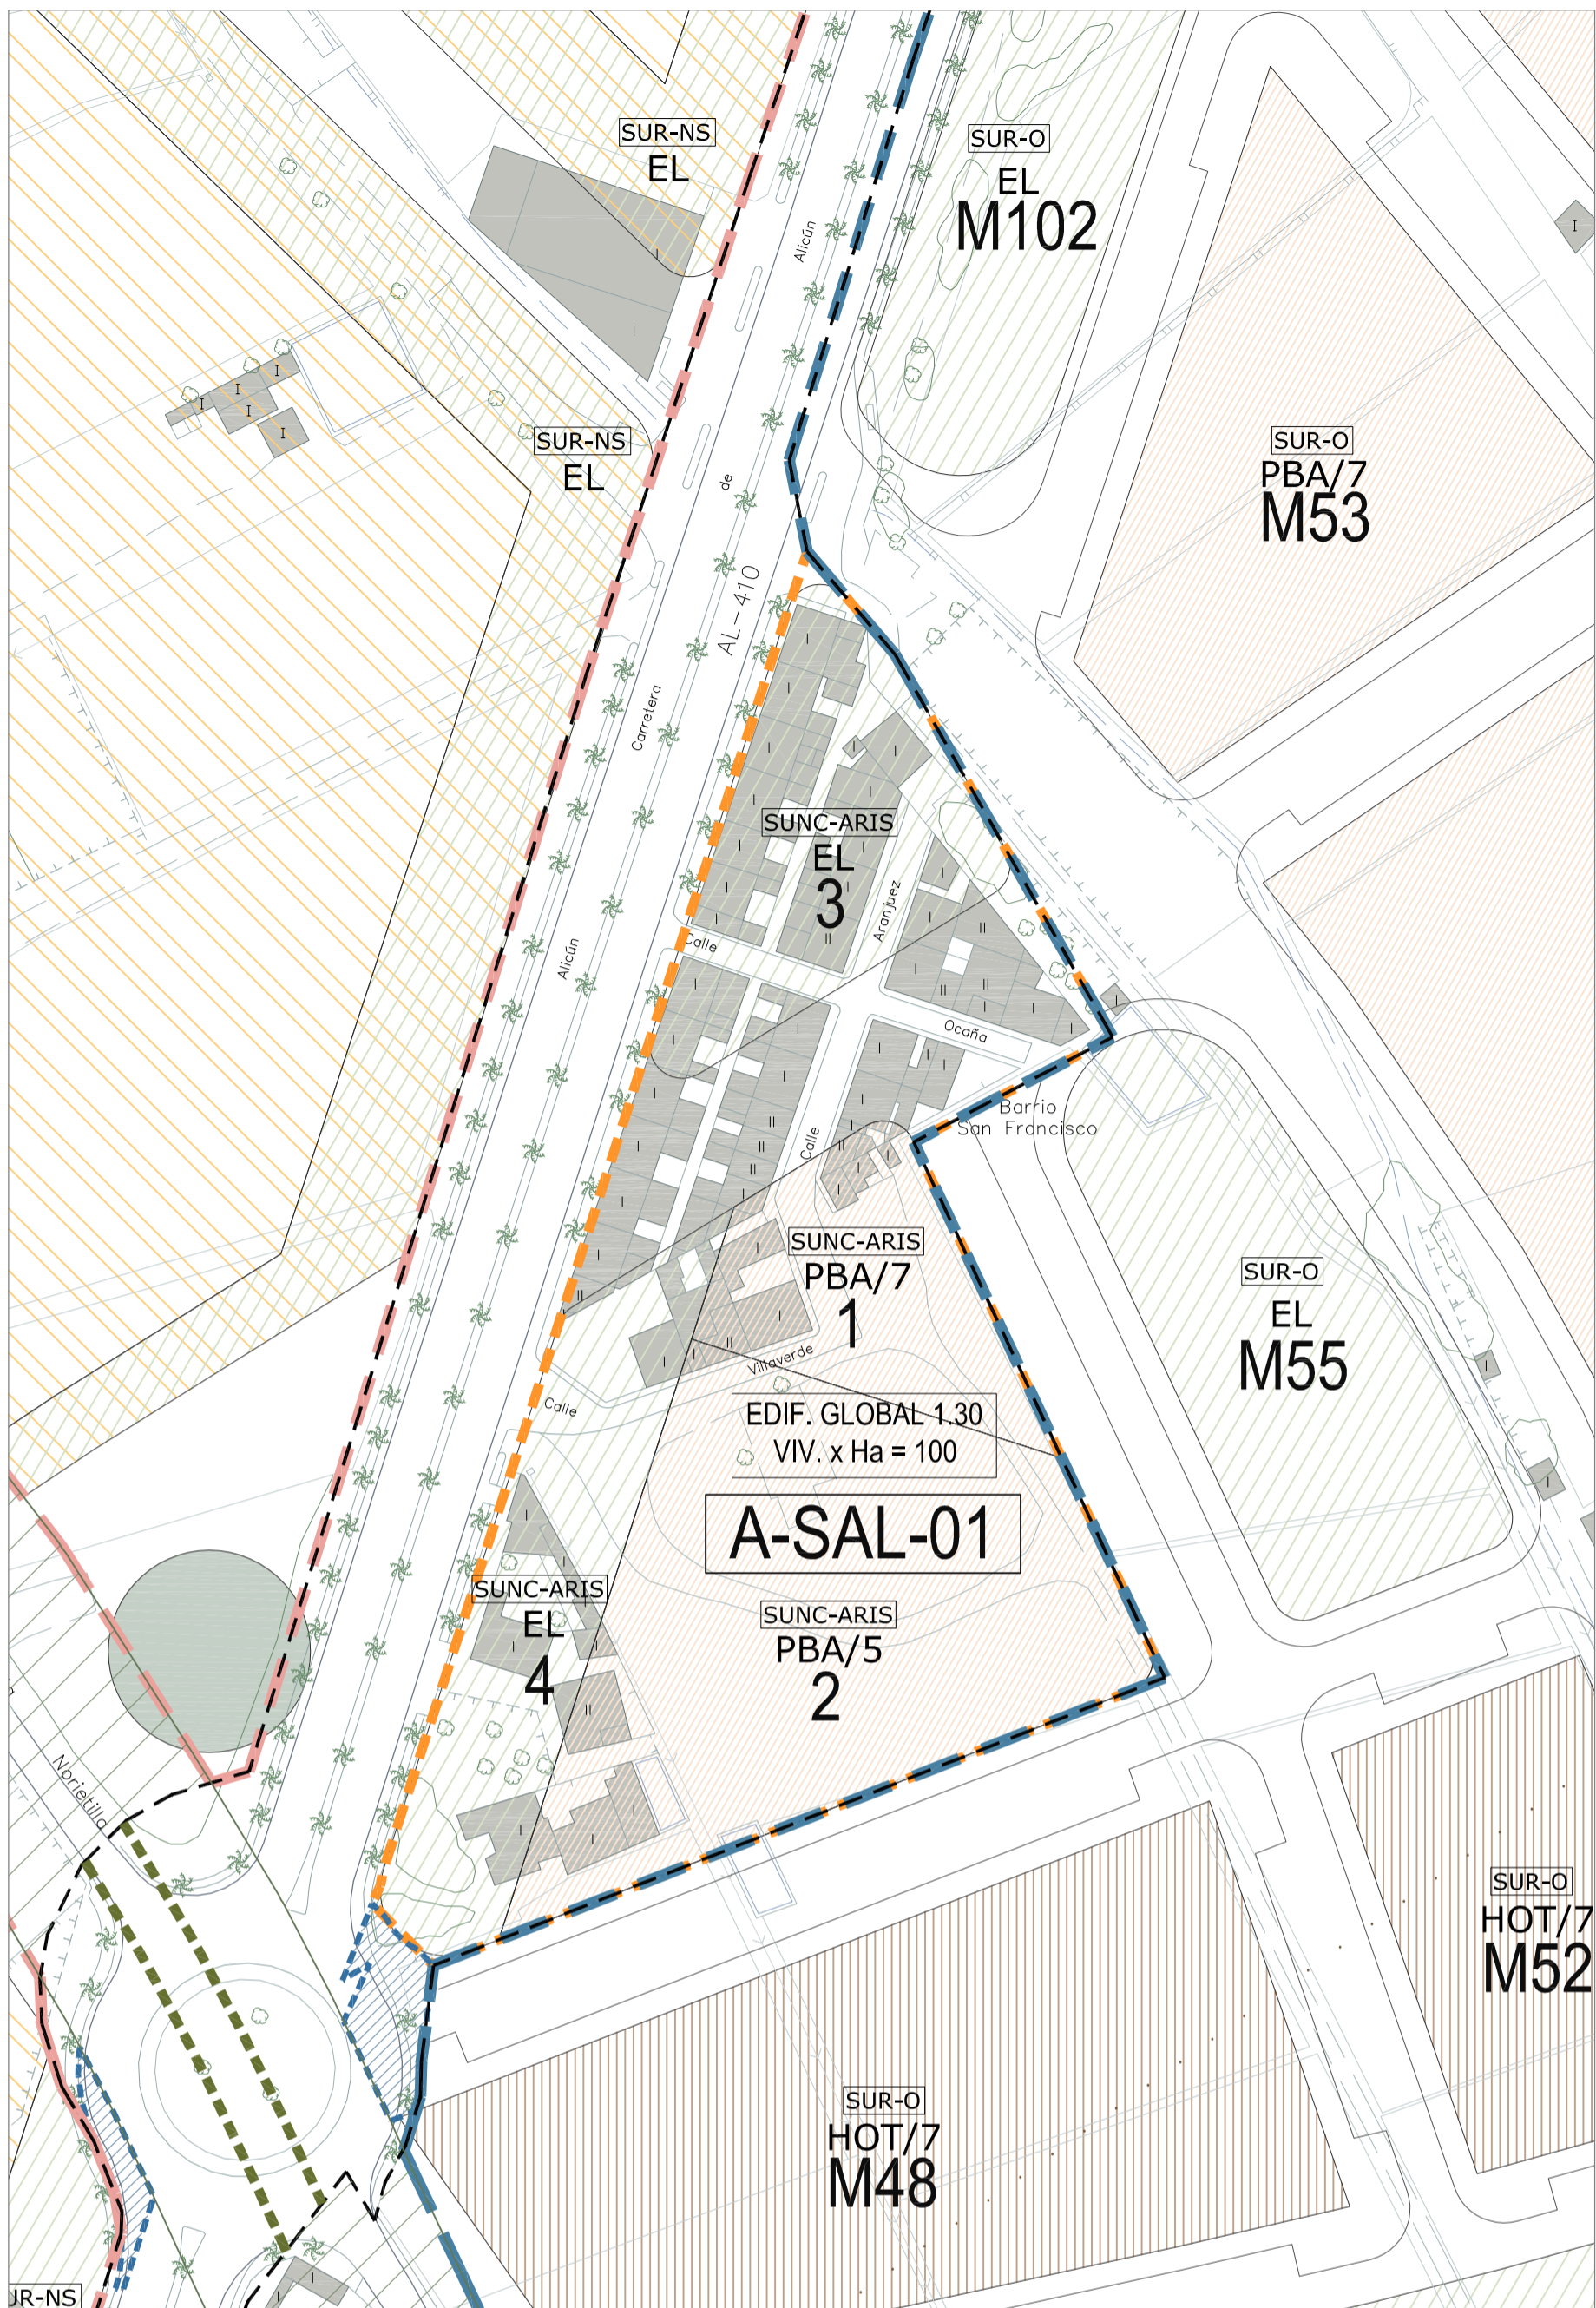 SUR-NS
EL
SUR-O
EL
M102
Alicún
SUR-NS
EL
de
SUR-O
PBA/7
M53
AL-410
Carretera
SUNC-ARIS
EL
3
Aranjuez
Calle
Alicún
Ocaña
Barrio
San Francisco
Calle
SUNC-ARIS
PBA/7
1
SUR-O
EL
M55
Villaverde
Calle
EDIF. GLOBAL 1.30
VIV. x Ha = 100
A-SAL-01
SUNC-ARIS
EL
4
SUNC-ARIS
PBA/5
2
Norietilla
SUR-O
HOT/7
M52
SUR-O
HOT/7
M48
UR-NS